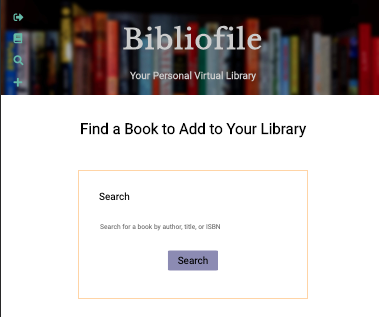 Bibliofile
Your Personal Virtual Library
Find a Book to Add to Your Library
Search
Search for a book by author, title, or ISBN
Search